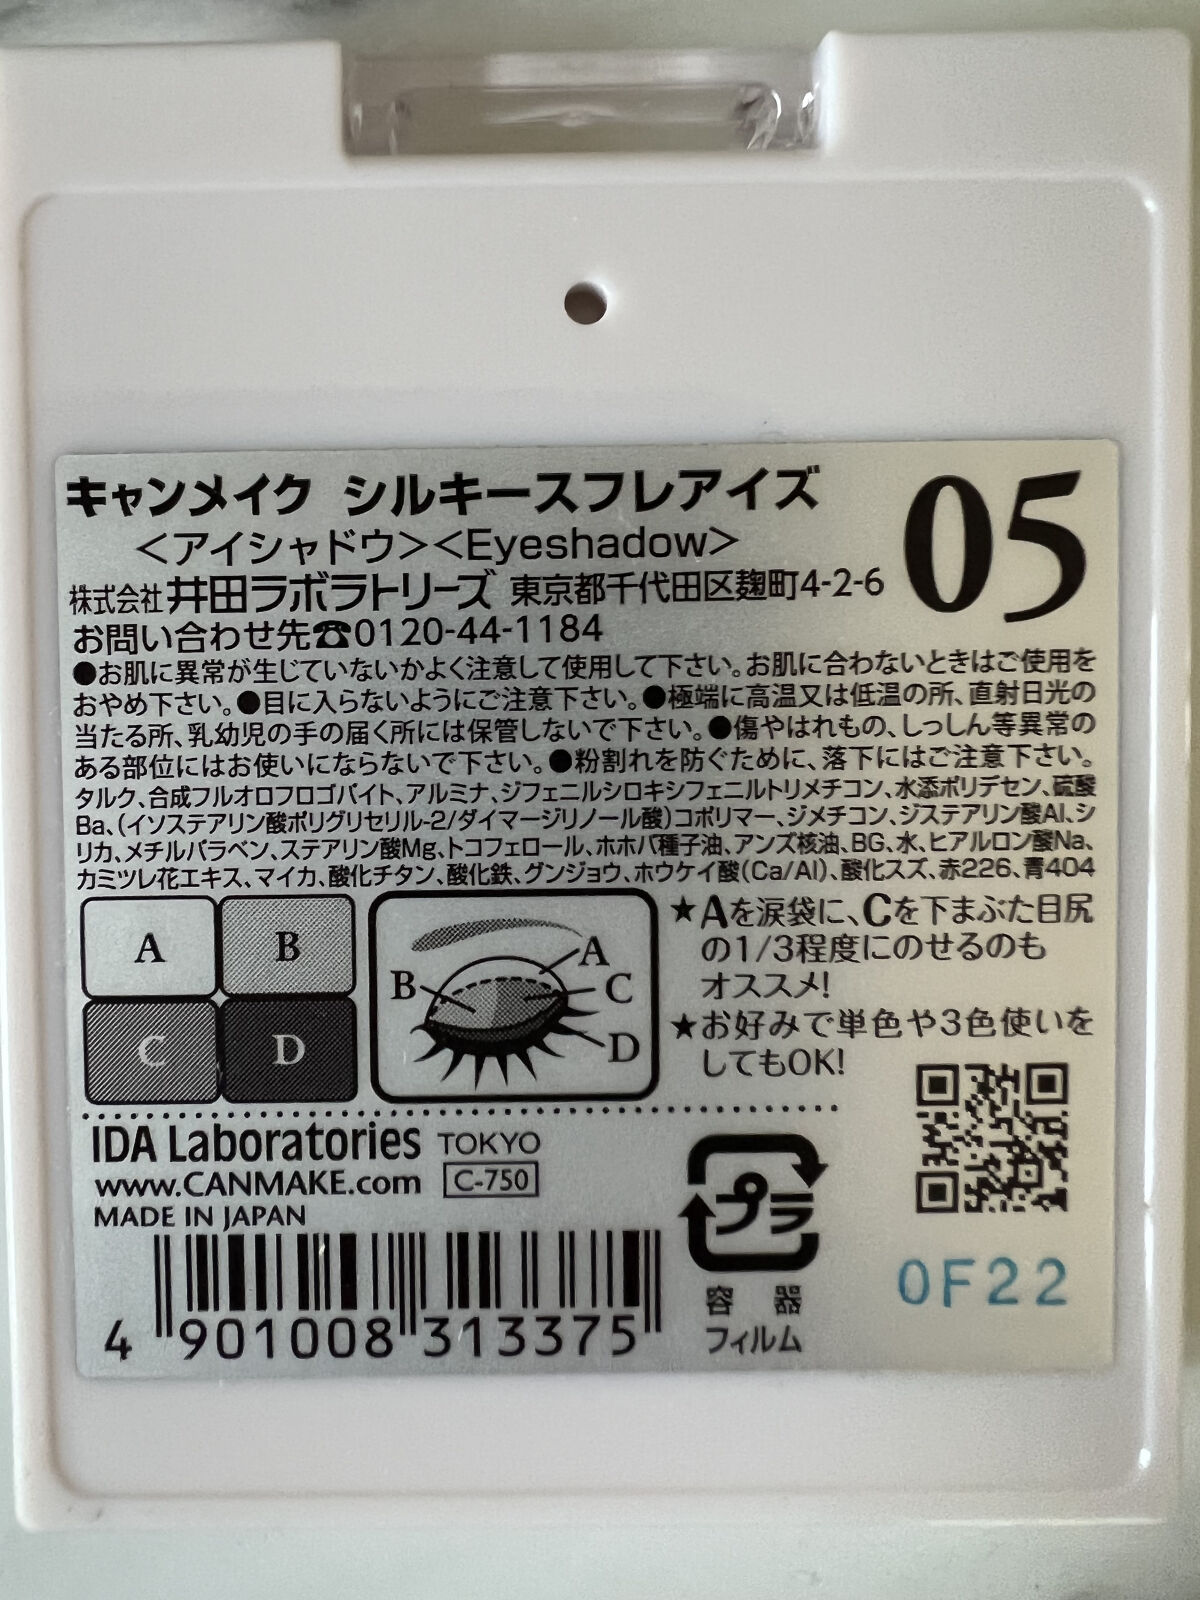 キャンメイク シルキースフレアイズ
05
<アイシャドウ><Eyeshadow>
株式会社 井田ラボラトリーズ 東京都千代田区麹町4-2-6
お問い合わせ先☎0120-44-1184
●お肌に異常が生じていないかよく注意して使用して下さい。お肌に合わないときはご使用を
おやめ下さい。●目に入らないようにご注意下さい。●極端に高温又は低温の所、直射日光の
当たる所、乳幼児の手の届く所には保管しないで下さい。●傷やはれもの、しっしん等異常の
ある部位にはお使いにならないで下さい。●粉割れを防ぐために、落下にはご注意下さい。
タルク、合成フルオロフロゴパイト、アルミナ、ジフェニルシロキシフェニルトリメチコン、水添ポリデセン、硫酸
Ba、(イソステアリン酸ポリグリセリル-2/ダイマージリノール酸)コポリマー、ジメチコン、ジステアリン酸Al、シ
リカ、メチルパラベン、ステアリン酸Mg、トコフェロール、ホホバ種子油、アンズ核油、BG、水、ヒアルロン酸Na、
カミツレ花エキス、マイカ、酸化チタン、酸化鉄、グンジョウ、ホウケイ酸(Ca/Al)、酸化スズ、赤226、青404
A B
C D
A
B C
D
★Aを涙袋に、Cを下まぶた目尻
の1/3程度にのせるのも
オススメ!
★お好みで単色や3色使いを
してもOK!
IDA Laboratories TOKYO
www.CANMAKE.com C-750
MADE IN JAPAN
4 901008 313375
プラ
容器
フィルム
0F22